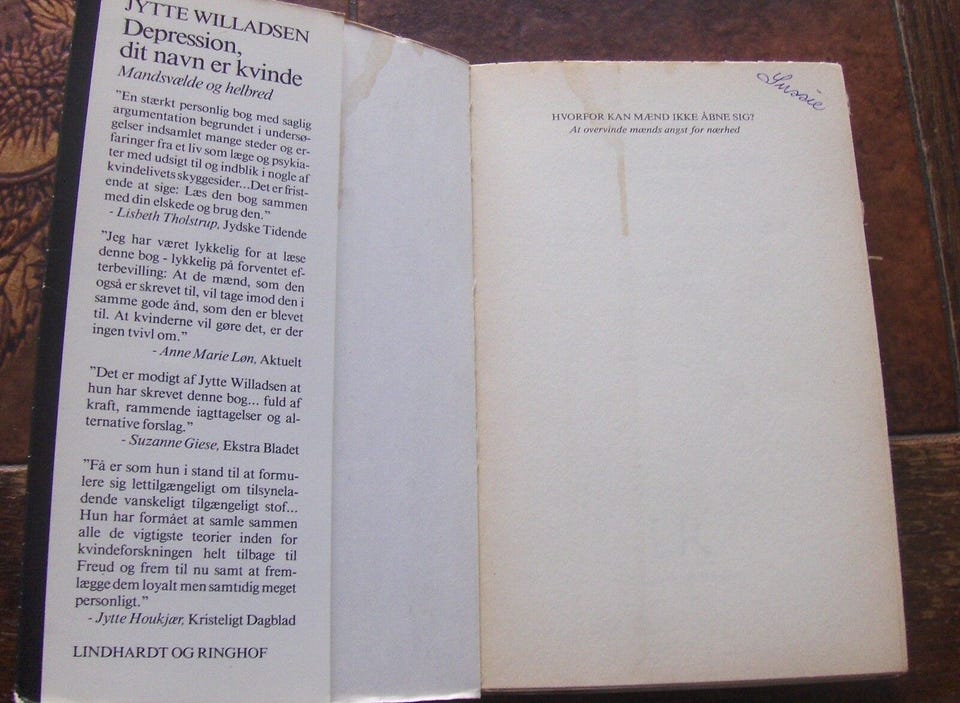 JYTTE WILLADSEN
Depression,
dit navn er kvinde
Mandsvælde og helbred
"En stærkt personlig bog med saglig
argumentation begrundet i undersø-
gelser indsamlet mange steder og er-
faringer fra et liv som læge og psykia-
ter med udsigt til og indblik i nogle af
kvindelivets skyggesider...Det er frist-
ende at sige: Læs den bog sammen
med din elskede og brug den."
- Lisbeth Tholstrup, Jydske Tidende
"Jeg har været lykkelig for at læse
denne bog - lykkelig på forventet ef-
terbevilling: At de mænd, som den
også er skrevet til, vil tage imod den i
samme gode ånd, som den er blevet
til. At kvinderne vil gøre det, er der
ingen tvivl om."
- Anne Marie Løn, Aktuelt
"Det er modigt af Jytte Willadsen at
hun har skrevet denne bog... fuld af
kraft, rammende iagttagelser og al-
ternative forslag."
- Suzanne Giese, Ekstra Bladet
"Få er som hun i stand til at formu-
lere sig lettilgængeligt om tilsynela-
dende vanskeligt tilgængeligt stof...
Hun har formået at samle sammen
alle de vigtigste teorier inden for
kvindeforskningen helt tilbage til
Freud og frem til nu samt at frem-
lægge dem loyalt men samtidig meget
personligt."
- Jytte Houkjær, Kristeligt Dagblad
LINDHARDT OG RINGHOF
Sussie
HVORFOR KAN MÆND IKKE ÅBNE SIG?
At overvinde mænds angst for nærhed